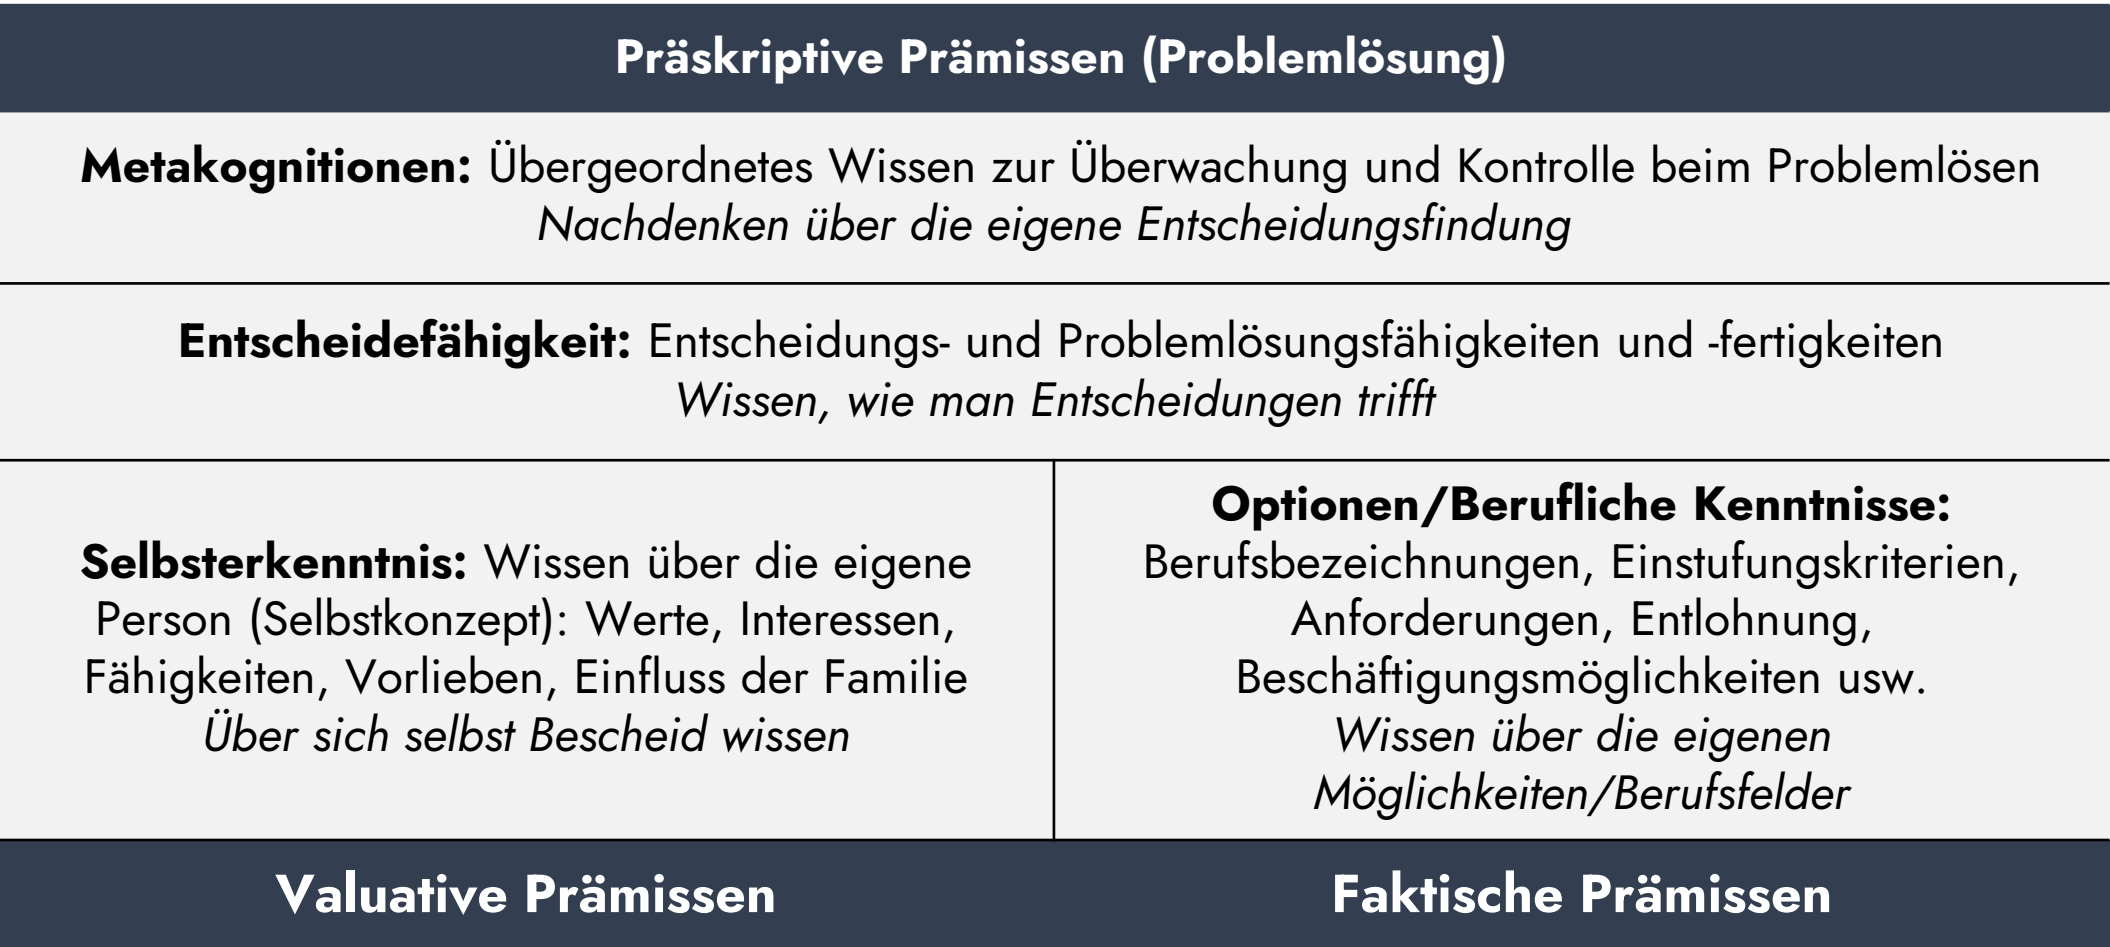 Präskriptive Prämissen (Problemlösung)
Metakognitionen: Übergeordnetes Wissen zur Überwachung und Kontrolle beim Problemlösen
Nachdenken über die eigene Entscheidungsfindung
Entscheidefähigkeit: Entscheidungs- und Problemlösungsfähigkeiten und -fertigkeiten
Wissen, wie man Entscheidungen trifft
Selbsterkenntnis: Wissen über die eigene
Person (Selbstkonzept): Werte, Interessen,
Fähigkeiten, Vorlieben, Einfluss der Familie
Über sich selbst Bescheid wissen
Optionen/Berufliche Kenntnisse:
Berufsbezeichnungen, Einstufungskriterien,
Anforderungen, Entlohnung,
Beschäftigungsmöglichkeiten usw.
Wissen über die eigenen
Möglichkeiten/Berufsfelder
Valuative Prämissen
Faktische Prämissen